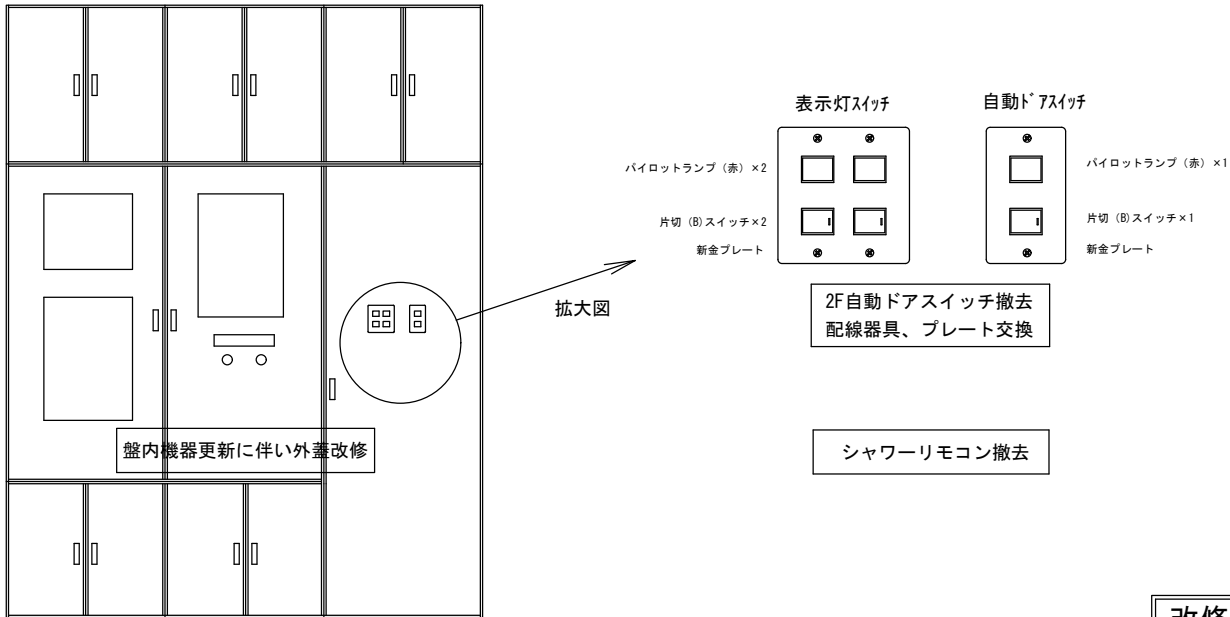 表示灯スイッチ
自動ドアスイッチ
パイロットランプ（赤）×2
パイロットランプ（赤）×1
片切（B)スイッチ×2
片切（B)スイッチ×1
新金プレート
新金プレート
拡大図
2F自動ドアスイッチ撤去
配線器具、プレート交換
盤内機器更新に伴い外蓋改修
シャワーリモコン撤去
改修